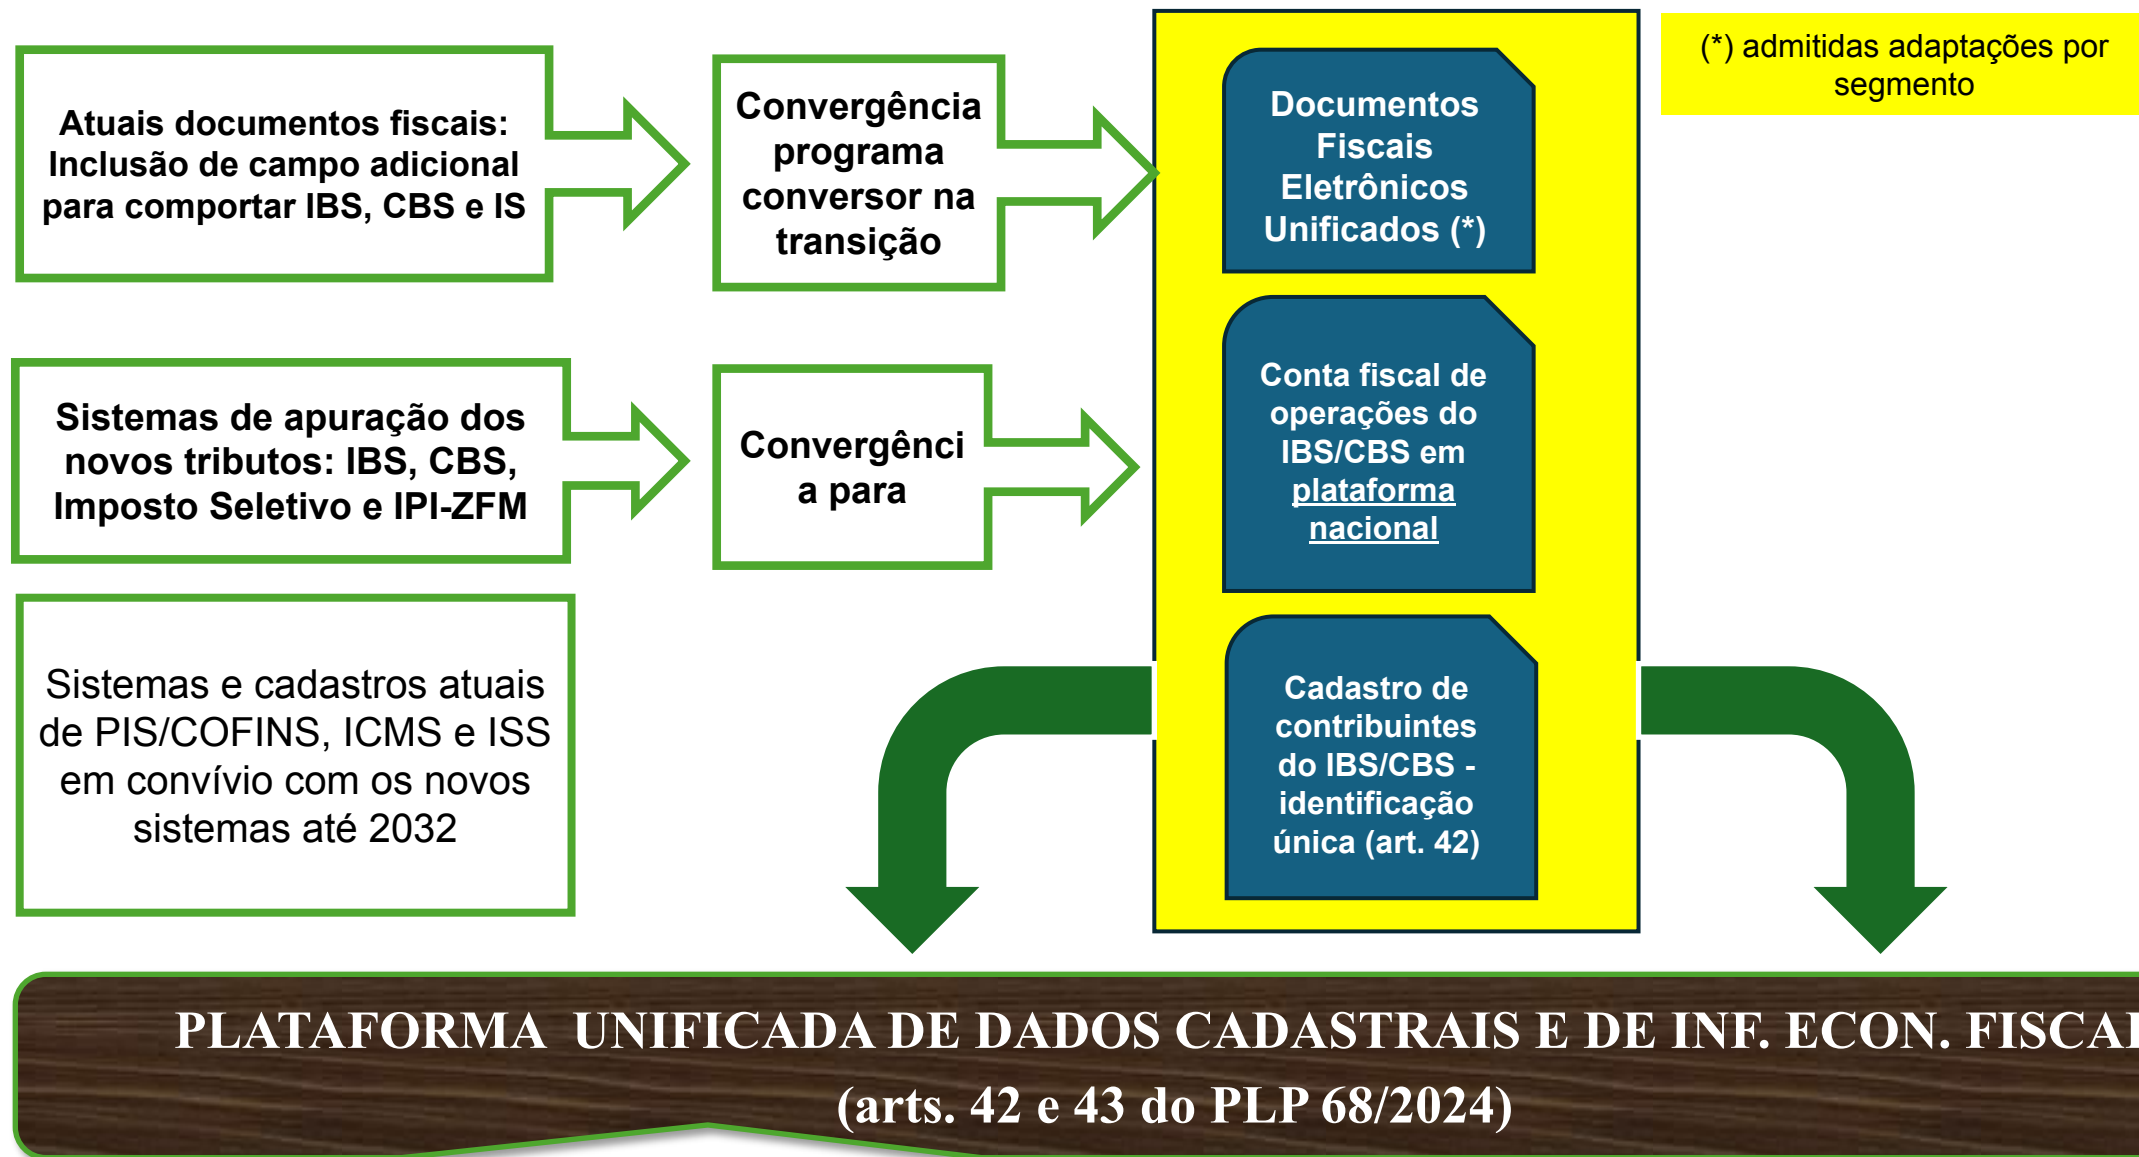 Atuais documentos fiscais:
Inclusão de campo adicional
para comportar IBS, CBS e IS
Convergência
programa
conversor na
transição
Documentos
Fiscais
Eletrônicos
Unificados (*)
(*) admitidas adaptações por
segmento
Sistemas de apuração dos
novos tributos: IBS, CBS,
Imposto Seletivo e IPI-ZFM
Convergênci
a para
Conta fiscal de
operações do
IBS/CBS em
plataforma
nacional
Sistemas e cadastros atuais
de PIS/COFINS, ICMS e ISS
em convívio com os novos
sistemas até 2032
Cadastro de
contribuintes
do IBS/CBS -
identificação
única (art. 42)
PLATAFORMA  UNIFICADA DE DADOS CADASTRAIS E DE INF. ECON. FISCAI
(arts. 42 e 43 do PLP 68/2024)